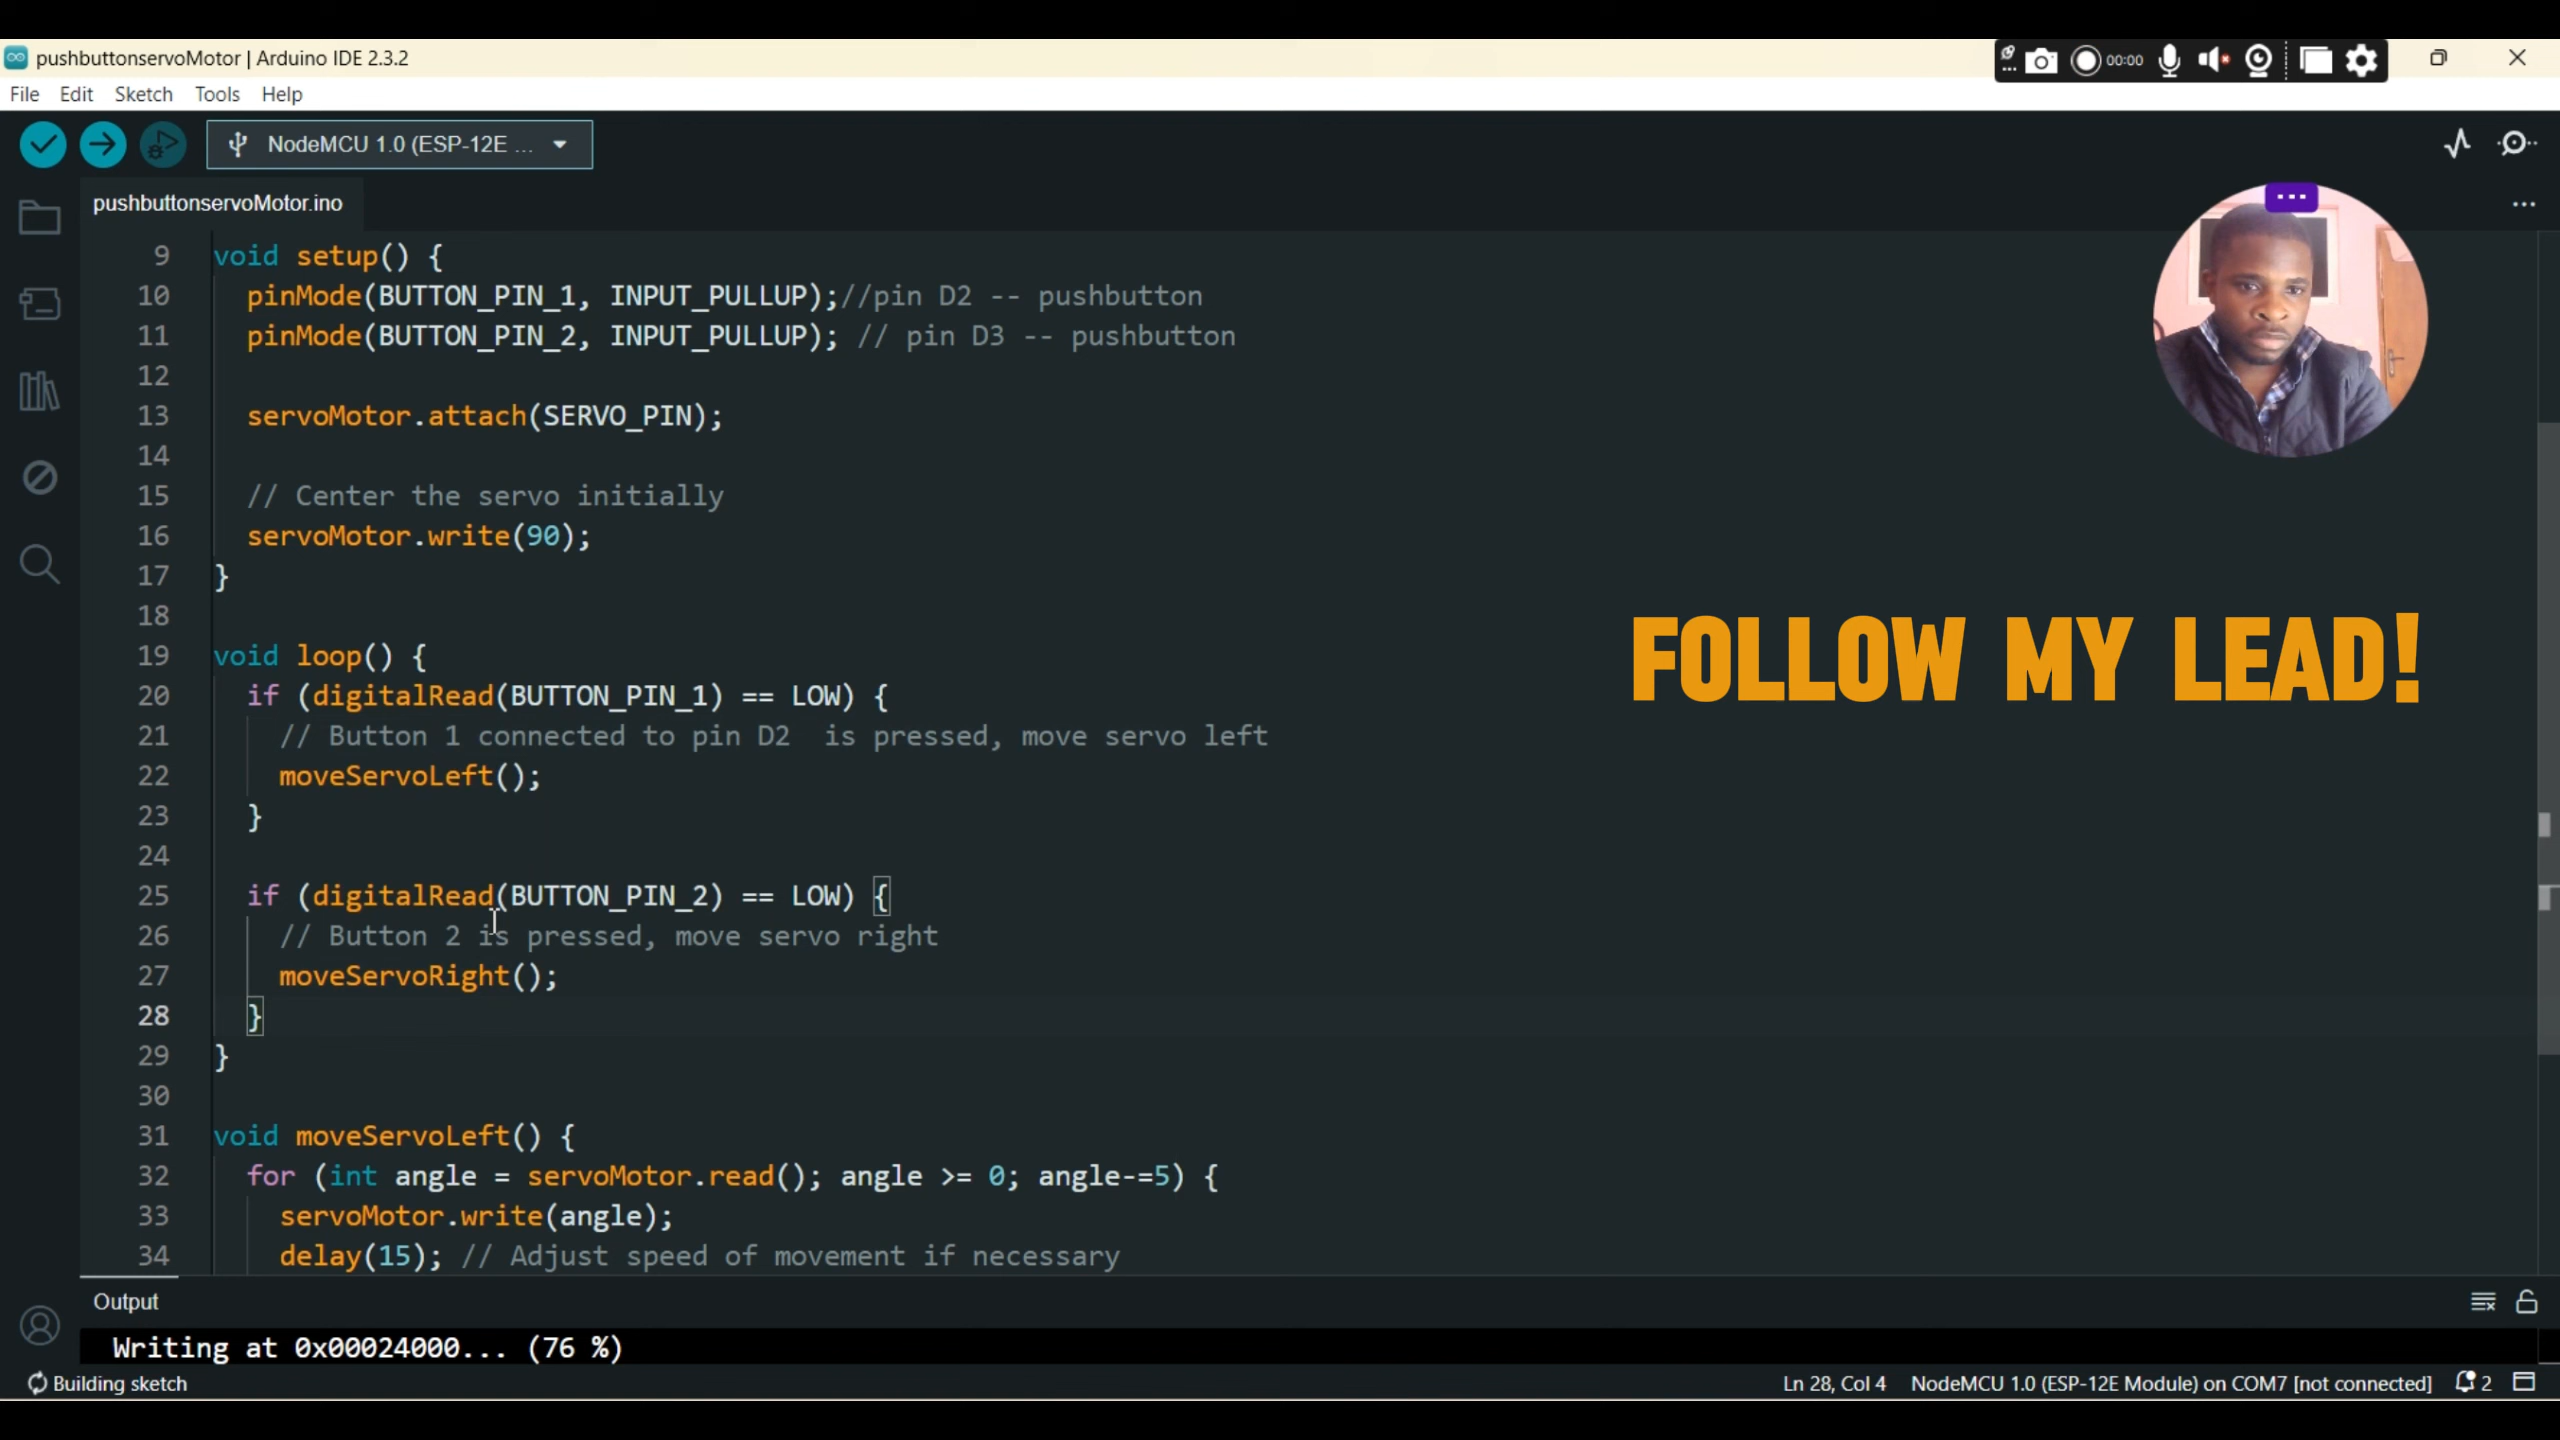 pushbuttonservoMotor | Arduino IDE 2.3.2
00:00
File Edit Sketch Tools Help
NodeMCU 1.0 (ESP-12E ...
pushbuttonservoMotor.ino
9 void setup() {
10 pinMode(BUTTON_PIN_1, INPUT_PULLUP);//pin D2 -- pushbutton
11 pinMode(BUTTON_PIN_2, INPUT_PULLUP); // pin D3 -- pushbutton
12
13 servoMotor.attach(SERVO_PIN);
14
15 // Center the servo initially
16 servoMotor.write(90);
17 }
18
FOLLOW MY LEAD!
19 void loop() {
20 if (digitalRead(BUTTON_PIN_1) == LOW) {
21 // Button 1 connected to pin D2  is pressed, move servo left
22 moveServoLeft();
23 }
24
25 if (digitalRead(BUTTON_PIN_2) == LOW) {
26 // Button 2 is pressed, move servo right
27 moveServoRight();
28 }
29 }
30
31 void moveServoLeft() {
32 for (int angle = servoMotor.read(); angle >= 0; angle-=5) {
33 servoMotor.write(angle);
34 delay(15); // Adjust speed of movement if necessary
Output
Writing at 0x00024000... (76 %)
Building sketch Ln 28, Col 4 NodeMCU 1.0 (ESP-12E Module) on COM7 [not connected] 2